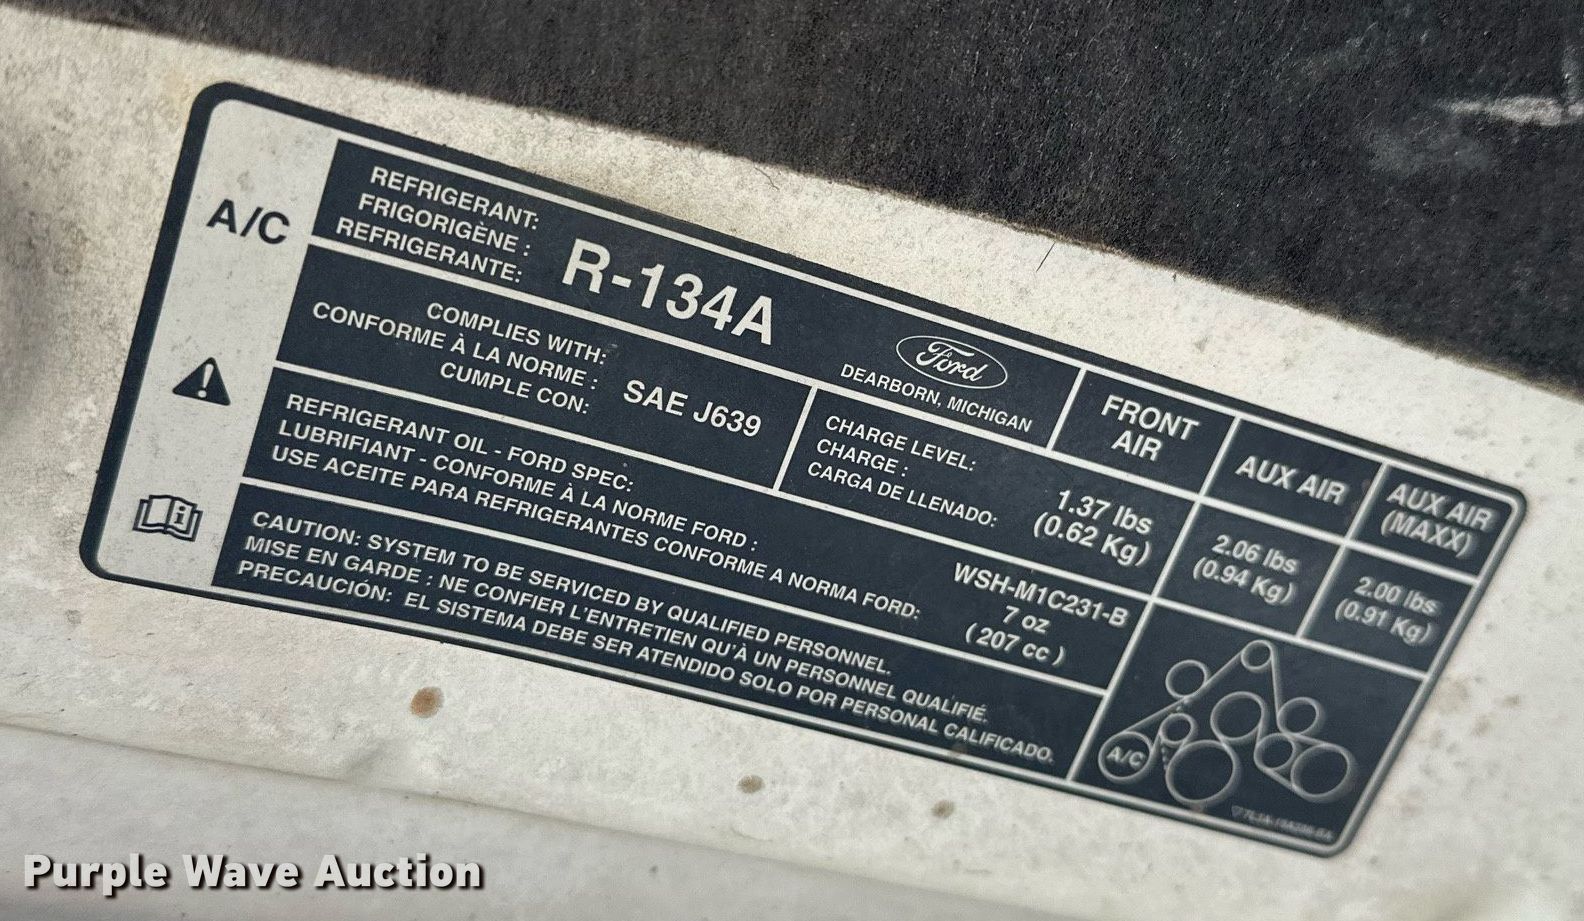 A/C
REFRIGERANT:
FRIGORIGÈNE :
REFRIGERANTE:
R-134A
Ford
DEARBORN, MICHIGAN
COMPLIES WITH:
CONFORME À LA NORME :
CUMPLE CON:
SAE J639
FRONT
AIR
AUX AIR
AUX AIR
(MAXX)
CHARGE LEVEL:
CHARGE :
CARGA DE LLENADO:
1.37 lbs
(0.62 Kg)
2.06 lbs
(0.94 Kg)
2.00 lbs
(0.91 Kg)
REFRIGERANT OIL - FORD SPEC:
LUBRIFIANT - CONFORME À LA NORME FORD :
USE ACEITE PARA REFRIGERANTES CONFORME A NORMA FORD:
WSH-M1C231-B
7 oz
( 207 cc )
CAUTION: SYSTEM TO BE SERVICED BY QUALIFIED PERSONNEL.
MISE EN GARDE : NE CONFIER L'ENTRETIEN QU'À UN PERSONNEL QUALIFIÉ.
PRECAUCIÓN: EL SISTEMA DEBE SER ATENDIDO SOLO POR PERSONAL CALIFICADO.
A/C
Purple Wave Auction